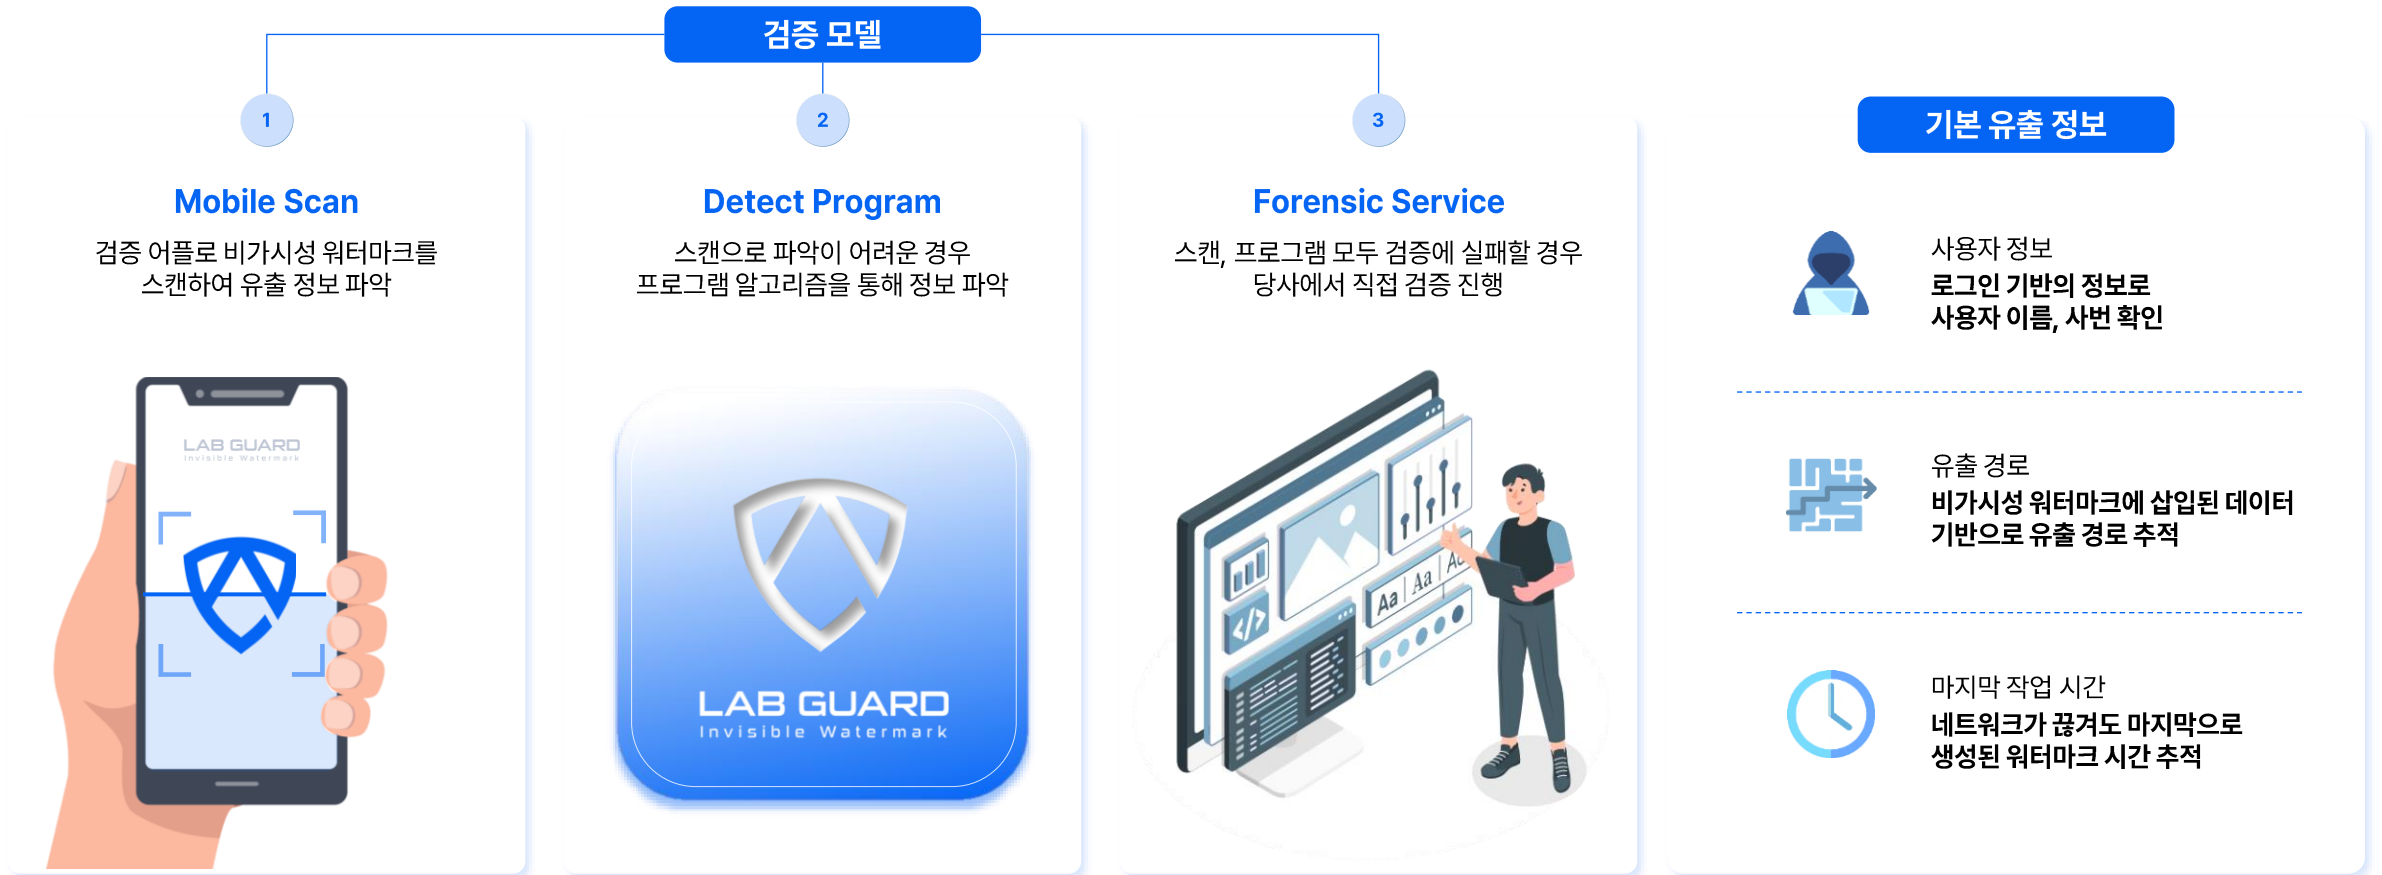 검증 모델
1
Mobile Scan
검증 어플로 비가시성 워터마크를
스캔하여 유출 정보 파악
LAB GUARD
Invisible Watermark
2
Detect Program
스캔으로 파악이 어려운 경우
프로그램 알고리즘을 통해 정보 파악
LAB GUARD
Invisible Watermark
3
Forensic Service
스캔, 프로그램 모두 검증에 실패할 경우
당사에서 직접 검증 진행
</>
Aa
Aa
Ac
기본 유출 정보
사용자 정보
로그인 기반의 정보로
사용자 이름, 사번 확인
유출 경로
비가시성 워터마크에 삽입된 데이터
기반으로 유출 경로 추적
마지막 작업 시간
네트워크가 끊겨도 마지막으로
생성된 워터마크 시간 추적